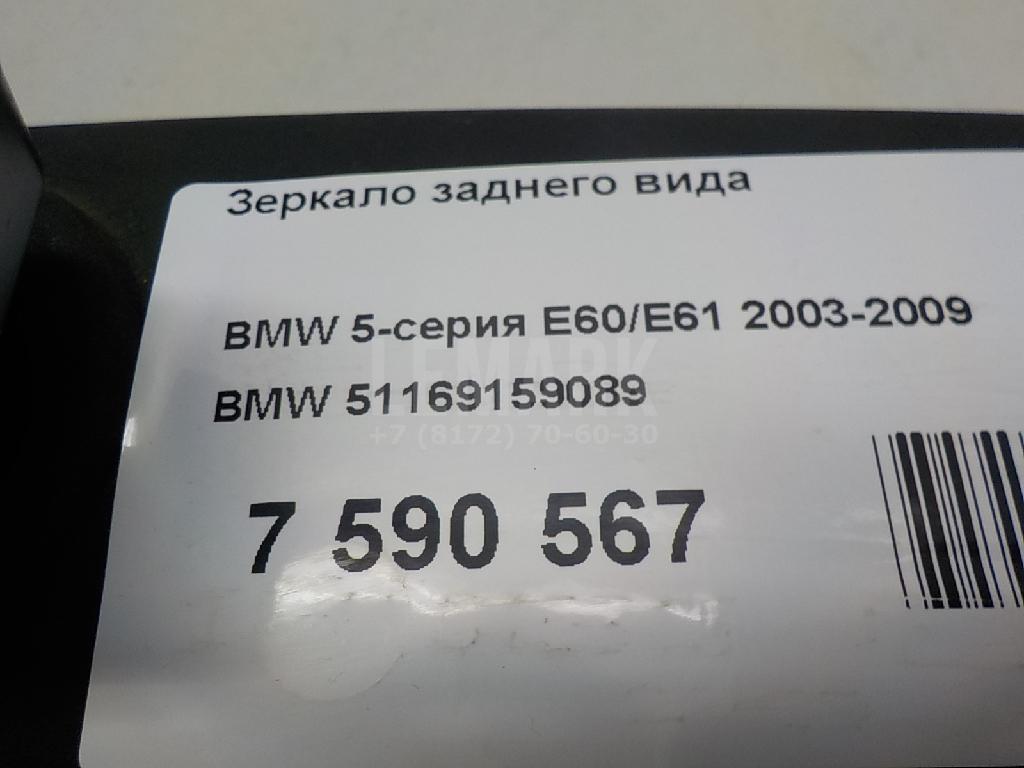 Зеркало заднего вида
BMW 5-серия E60/E61 2003-2009
LEMARK
BMW 51169159089
+7 (8172) 70-60-30
7 590 567